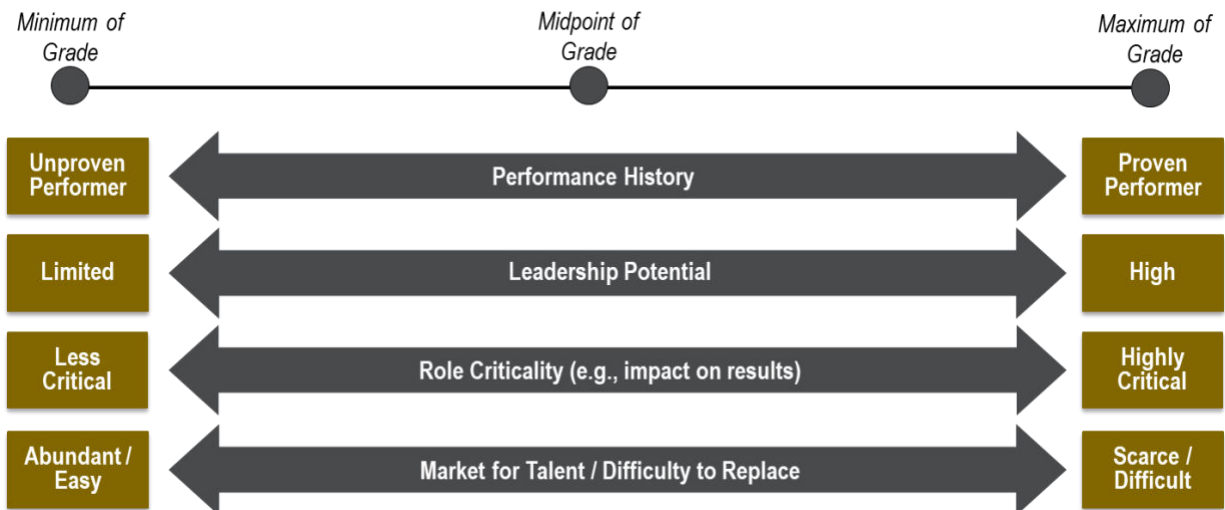 Minimum of
Grade
Midpoint of
Grade
Maximum of
Grade
Unproven
Performer
Performance History
Proven
Performer
Limited
Leadership Potential
High
Less
Critical
Role Criticality (e.g., impact on results)
Highly
Critical
Abundant /
Easy
Market for Talent / Difficulty to Replace
Scarce /
Difficult